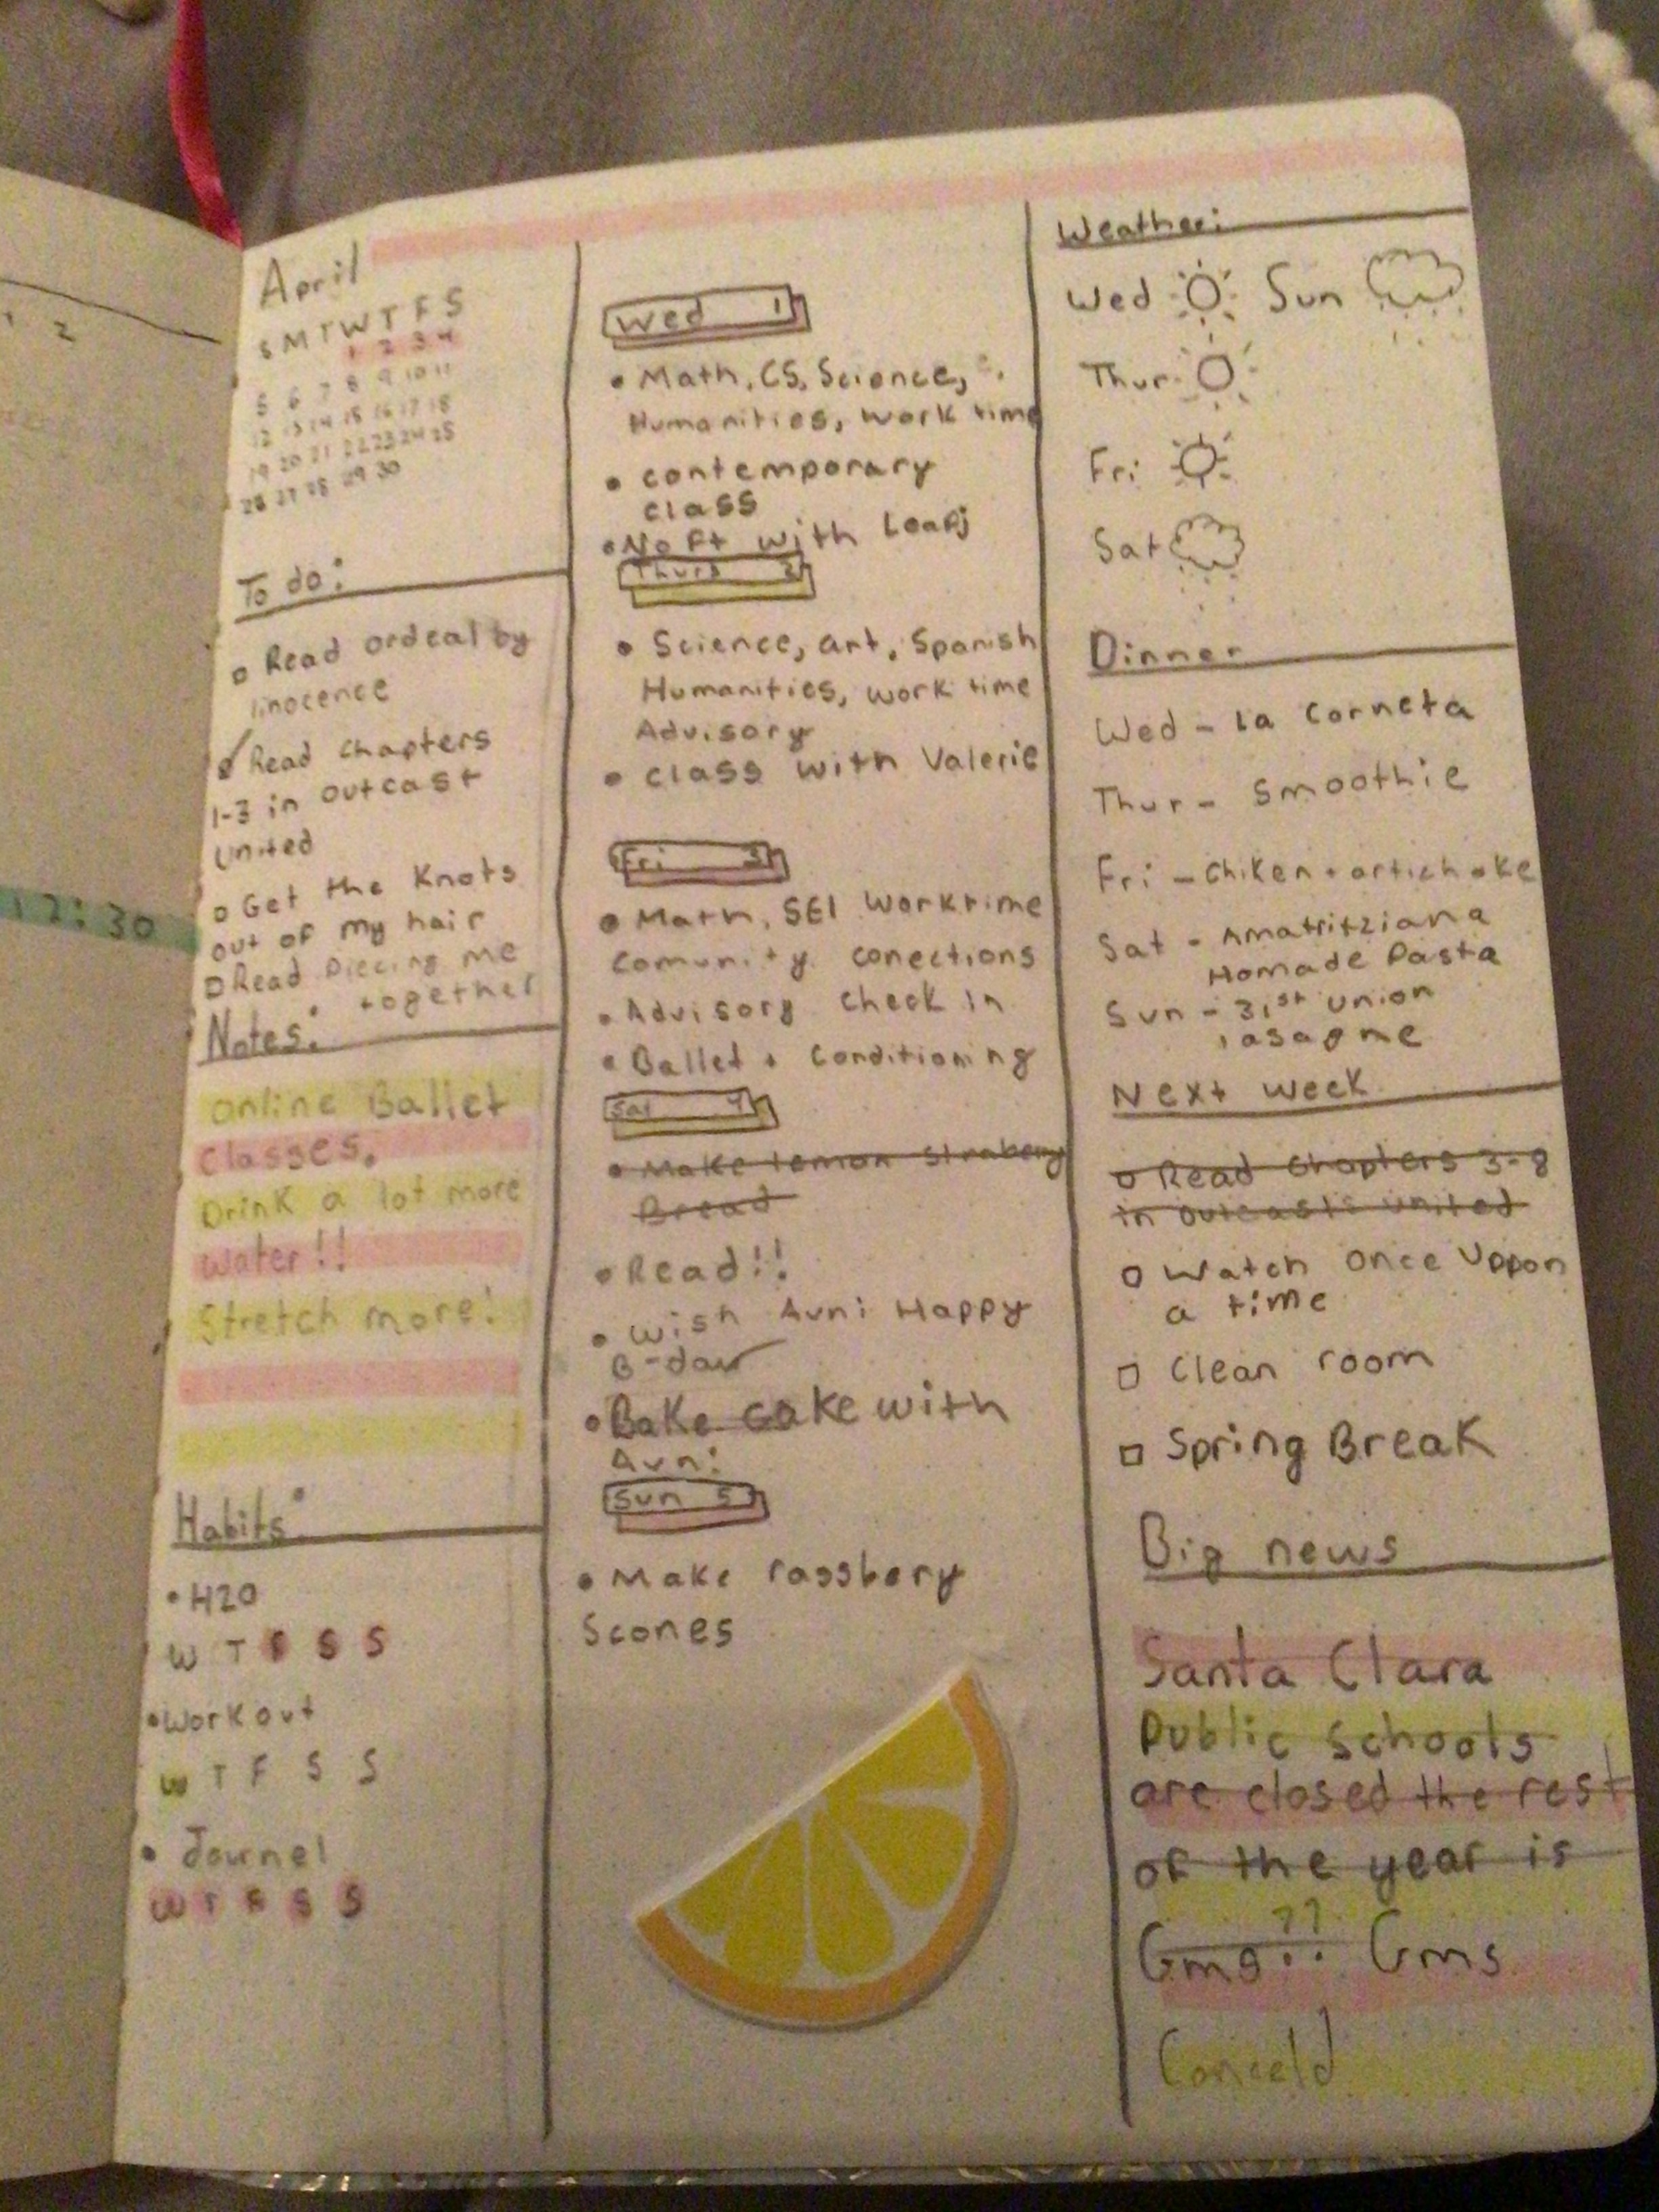 2
12:30
April
S M T W T F S
1 2 3 4
5 6 7 8 9 10 11
12 13 14 15 16 17 18
19 20 21 22 23 24 25
26 27 28 29 30
To do:
Read ordeal by
innocence
Read Chapters
1-3 in outcast
United
Get the Knots
out of my hair
Read Piecing me
together
Notes:
Online Ballet
Classes.
Drink a lot more
water!!
Stretch more!
Habits:
H20
W T F S S
Workout
W T F S S
Journel
W T F S S
Wed 1
Math, CS, Science,
Humanities, work time
contemporary
class
No Ft with
Thurs 2
Science, art, Spanish
Humanities, work time
Advisory
class with Valerie
Fri 3
Math, SEI Worktime
Comunity conections
Advisory check in
Ballet + Conditioning
Sat 4
Make lemon straberry
Bread
Read!!
Wish Avni Happy
B-day
Bake cake with
Avni
Sun 5
Make rassbery
Scones
Weather:
Wed Sun
Thur
Fri
Sat
Dinner
Wed - la Corneta
Thur - Smoothie
Fri - Chiken + artichoke
Sat - Amatritziana
Homade Pasta
Sun - 31st union
lasagne
Next week
Read Chapters 3-8
in outcasts united
Watch Once Uppon
a time
Clean room
Spring Break
Big news
Santa Clara
Public Schools
are closed the rest
of the year is
Gms ?? Gms
Canceld